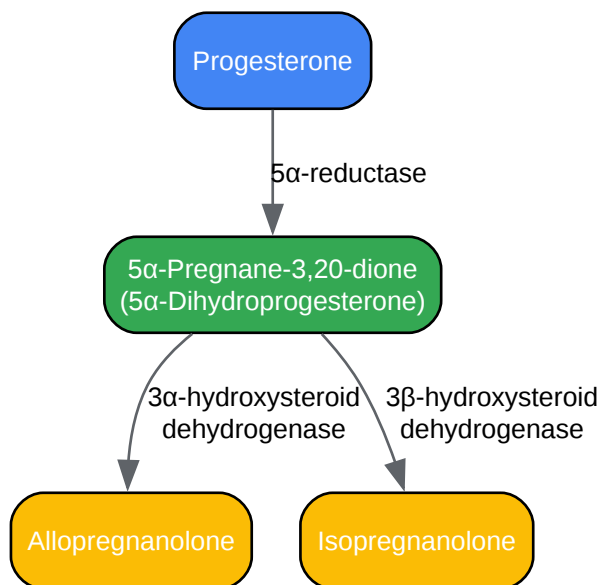 Progesterone
5α-reductase
5α-Pregnane-3,20-dione
(5α-Dihydroprogesterone)
3α-hydroxysteroid
dehydrogenase
3β-hydroxysteroid
dehydrogenase
Allopregnanolone
Isopregnanolone